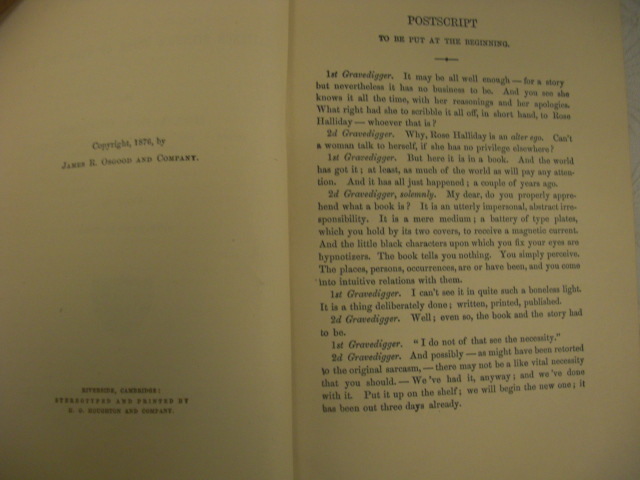 Copyright, 1876, by
JAMES R. OSGOOD AND COMPANY.
RIVERSIDE, CAMBRIDGE:
STEREOTYPED AND PRINTED BY
H. O. HOUGHTON AND COMPANY.
POSTSCRIPT
TO BE PUT AT THE BEGINNING.
1st Gravedigger. It may be all well enough — for a story
but nevertheless it has no business to be. And you see she
knows it all the time, with her reasonings and her apologies.
What right had she to scribble it all off, in short hand, to Rose
Halliday — whoever that is?
2d Gravedigger. Why, Rose Halliday is an alter ego. Can't
a woman talk to herself, if she has no privilege elsewhere?
1st Gravedigger. But here it is in a book. And the world
has got it; at least, as much of the world as will pay any atten-
tion. And it has all just happened; a couple of years ago.
2d Gravedigger, solemnly. My dear, do you properly appre-
hend what a book is? It is an utterly impersonal, abstract irre-
sponsibility. It is a mere medium; a battery of type plates,
which you hold by its two covers, to receive a magnetic current.
And the little black characters upon which you fix your eyes are
hypnotizers. The book tells you nothing. You simply perceive.
The places, persons, occurrences, are or have been, and you come
into intuitive relations with them.
1st Gravedigger. I can't see it in quite such a boneless light.
It is a thing deliberately done; written, printed, published.
2d Gravedigger. Well; even so, the book and the story had
to be.
1st Gravedigger. "I do not of that see the necessity."
2d Gravedigger. And possibly — as might have been retorted
to the original sarcasm, — there may not be a like vital necessity
that you should. — We've had it, anyway; and we've done
with it. Put it up on the shelf; we will begin the new one; it
has been out three days already.